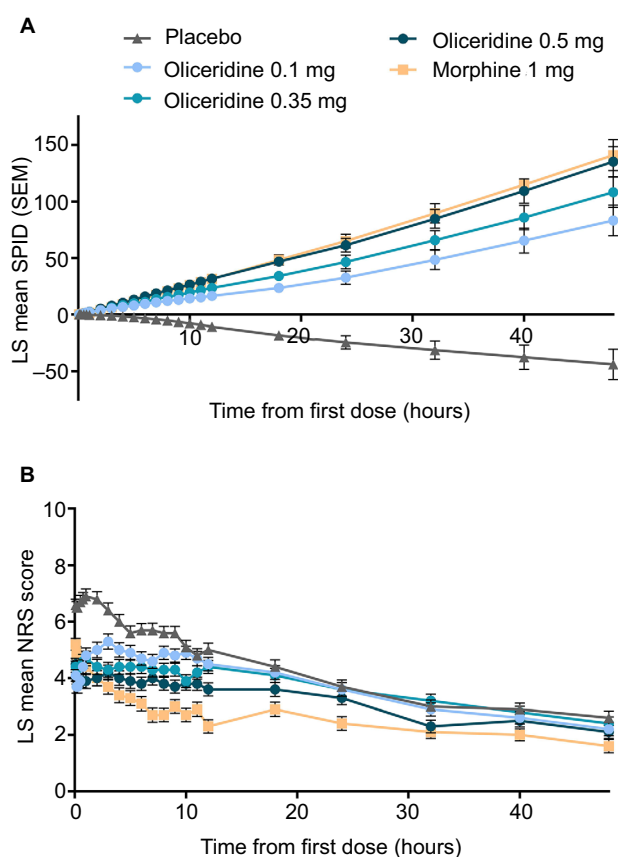 A
Placebo
Oliceridine 0.1 mg
Oliceridine 0.35 mg
Oliceridine 0.5 mg
Morphine 1 mg
LS mean SPID (SEM)
150
100
50
0
–50
10
20
30
40
Time from first dose (hours)
B
LS mean NRS score
10
8
6
4
2
0
0
10
20
30
40
Time from first dose (hours)